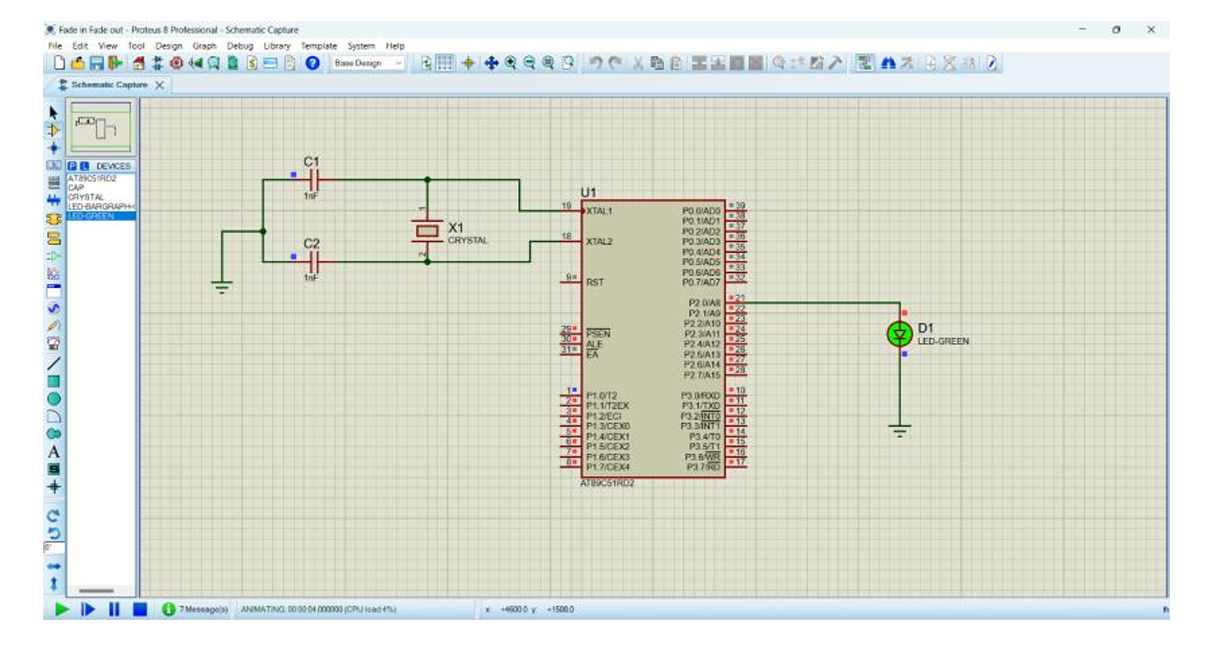 Fade in Fade out - Proteus 8 Professional - Schematic Capture
File Edit View Tool Design Graph Debug Library Template System Help
Base Design
Schematic Capture
P L DEVICES
AT89C51RD2
CAP
CRYSTAL
LED-BARGRAPH-
LED-GREEN
C1
1nF
C2
1nF
1
2
X1
CRYSTAL
U1
19 XTAL1
18 XTAL2
9 RST
29 PSEN
30 ALE
31 EA
1 P1.0/T2
2 P1.1/T2EX
3 P1.2/ECI
4 P1.3/CEX0
5 P1.4/CEX1
6 P1.5/CEX2
7 P1.6/CEX3
8 P1.7/CEX4
P0.0/AD0 39
P0.1/AD1 38
P0.2/AD2 37
P0.3/AD3 36
P0.4/AD4 35
P0.5/AD5 34
P0.6/AD6 33
P0.7/AD7 32
P2.0/A8 21
P2.1/A9 22
P2.2/A10 23
P2.3/A11 24
P2.4/A12 25
P2.5/A13 26
P2.6/A14 27
P2.7/A15 28
P3.0/RXD 10
P3.1/TXD 11
P3.2/INT0 12
P3.3/INT1 13
P3.4/T0 14
P3.5/T1 15
P3.6/WR 16
P3.7/RD 17
AT89C51RD2
D1
LED-GREEN
A
S
0°
7 Message(s) ANIMATING: 00:00:04.000000 (CPU load 4%) x: +4600.0 y: +1500.0